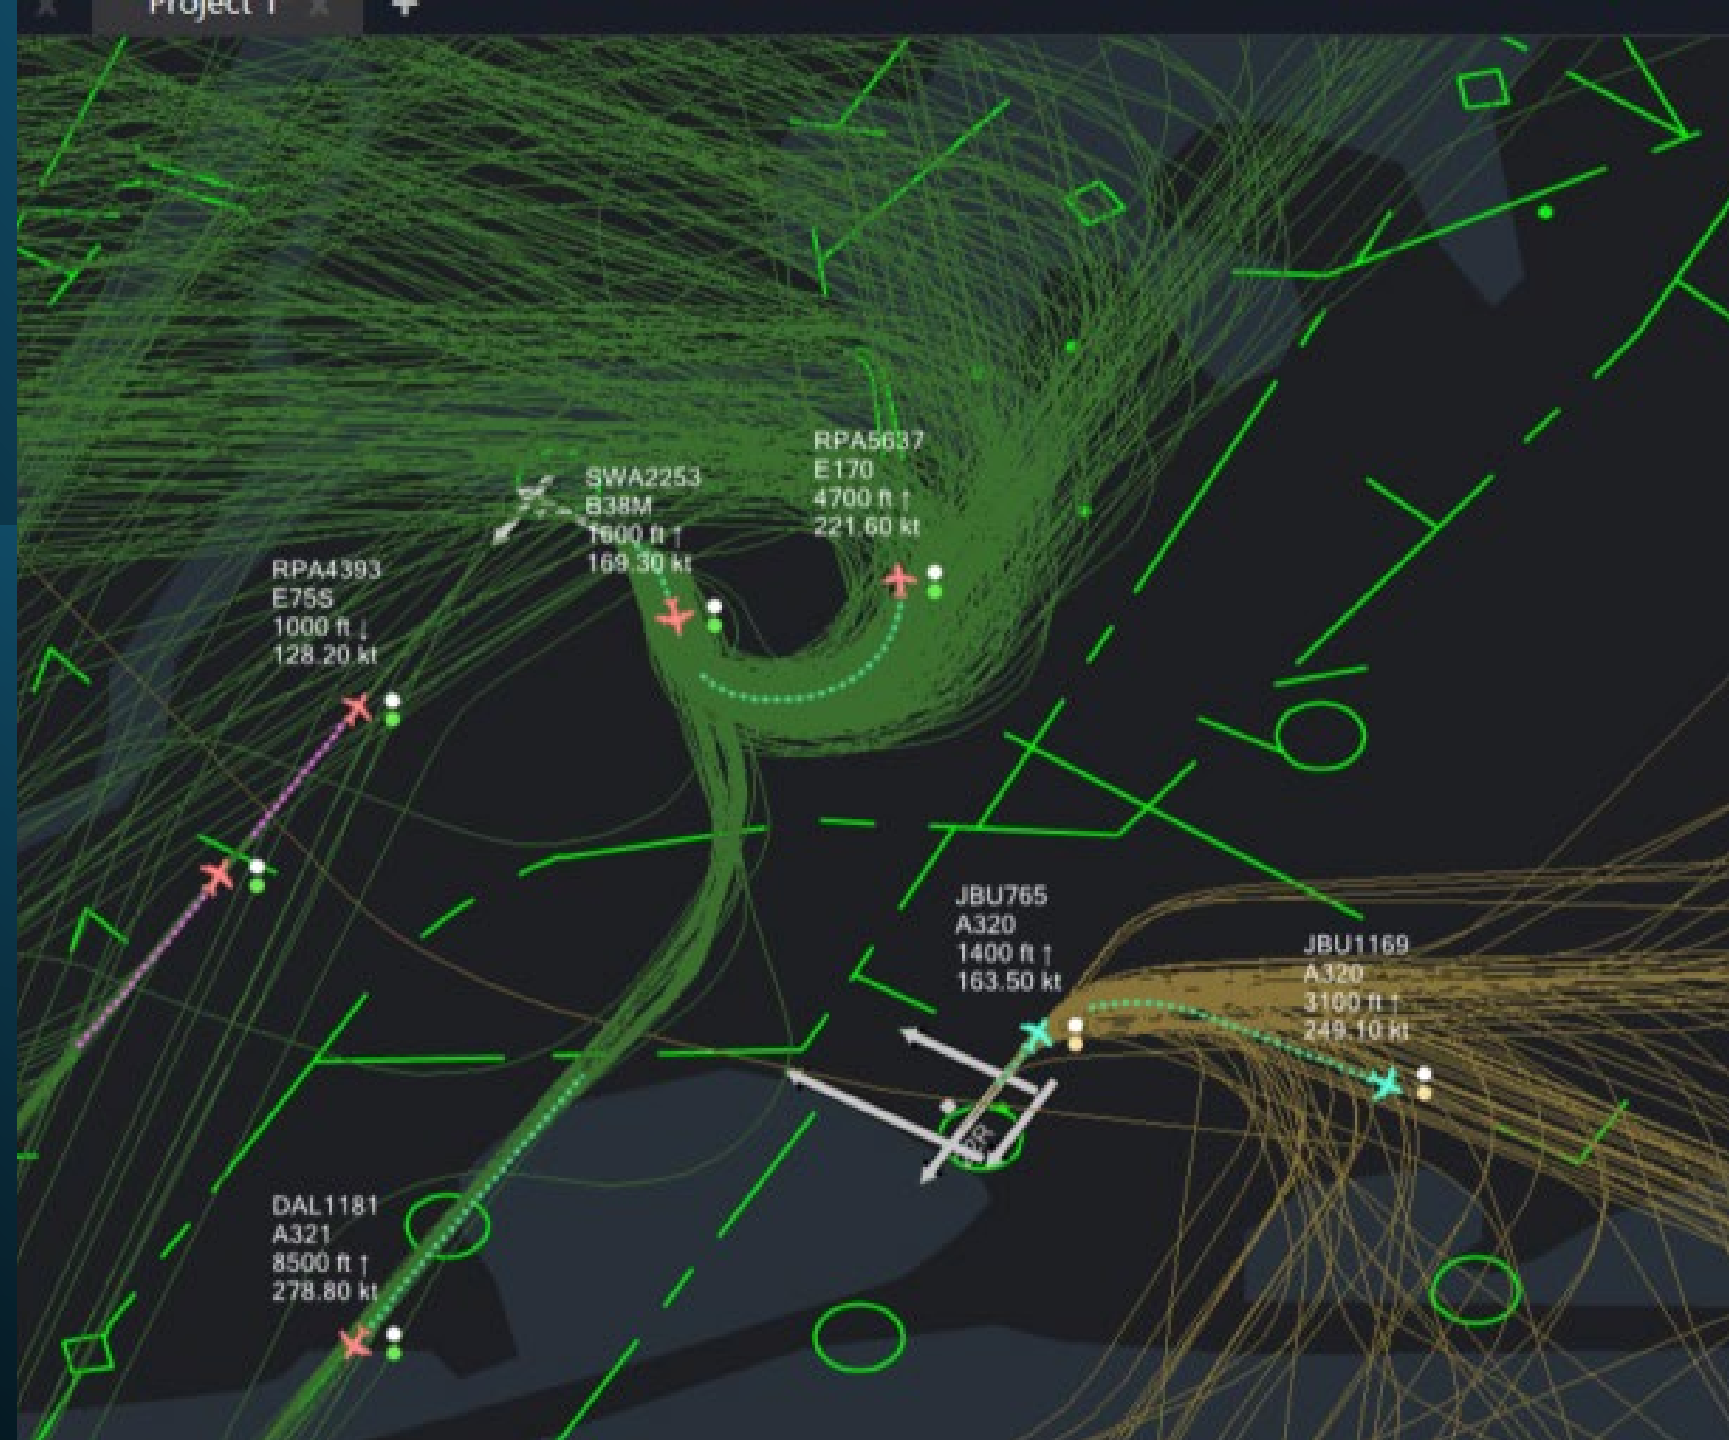 Project 1
RPA5637
E170
4700 ft ↑
221.60 kt
SWA2253
B38M
1600 ft ↑
169.30 kt
RPA4393
E75S
1000 ft ↓
128.20 kt
JBU765
A320
1400 ft ↑
163.50 kt
JBU1169
A320
3100 ft ↑
249.10 kt
DAL1181
A321
8500 ft ↑
278.80 kt